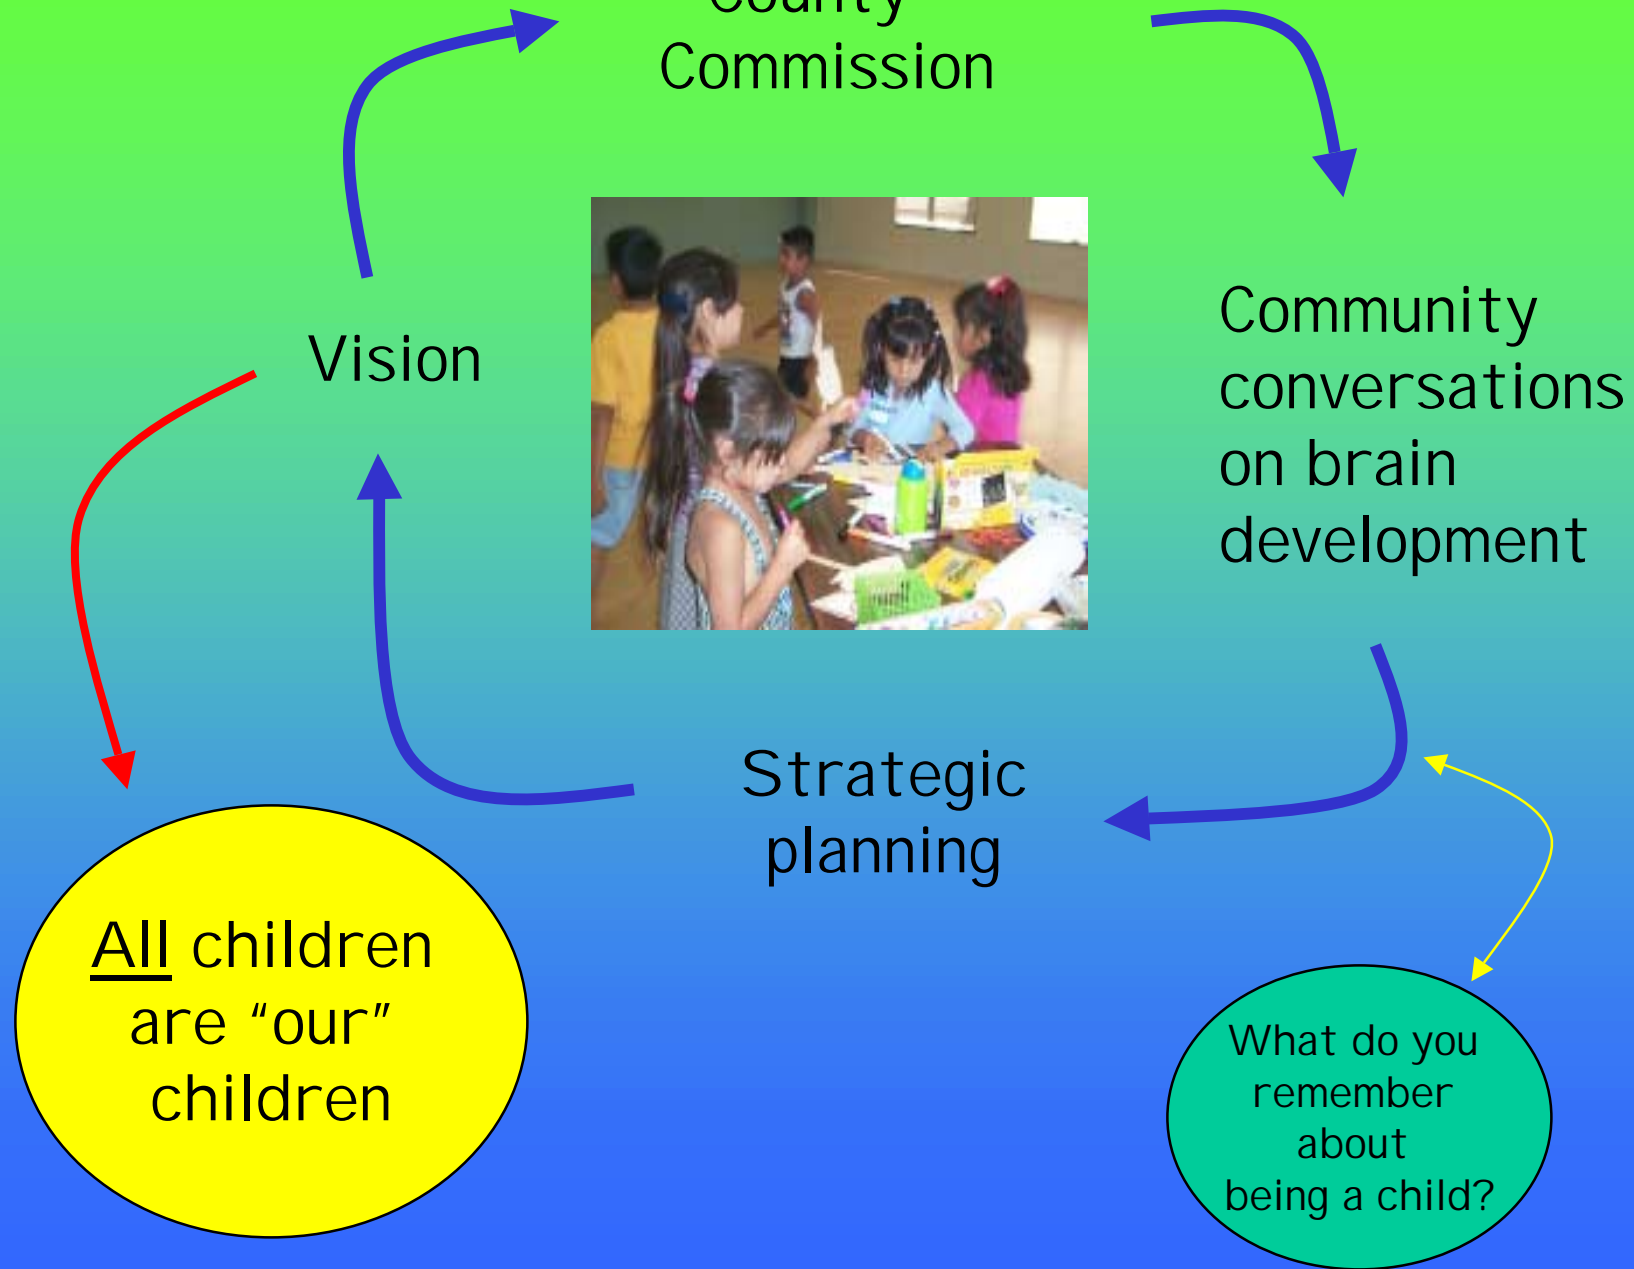 County
Commission
Vision
Community
conversations
on brain
development
Strategic
planning
All children
are “our”
children
What do you
remember
about
being a child?